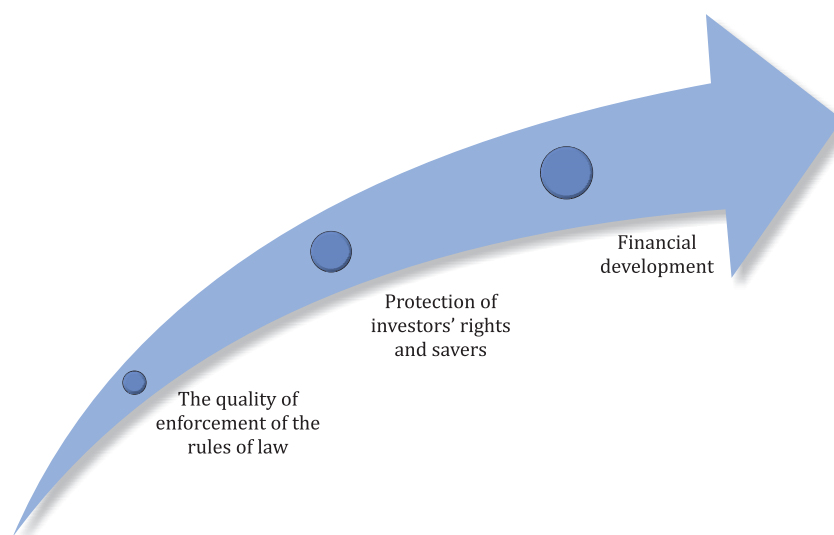 Financial
development
Protection of
investors’ rights
and savers
The quality of
enforcement of the
rules of law